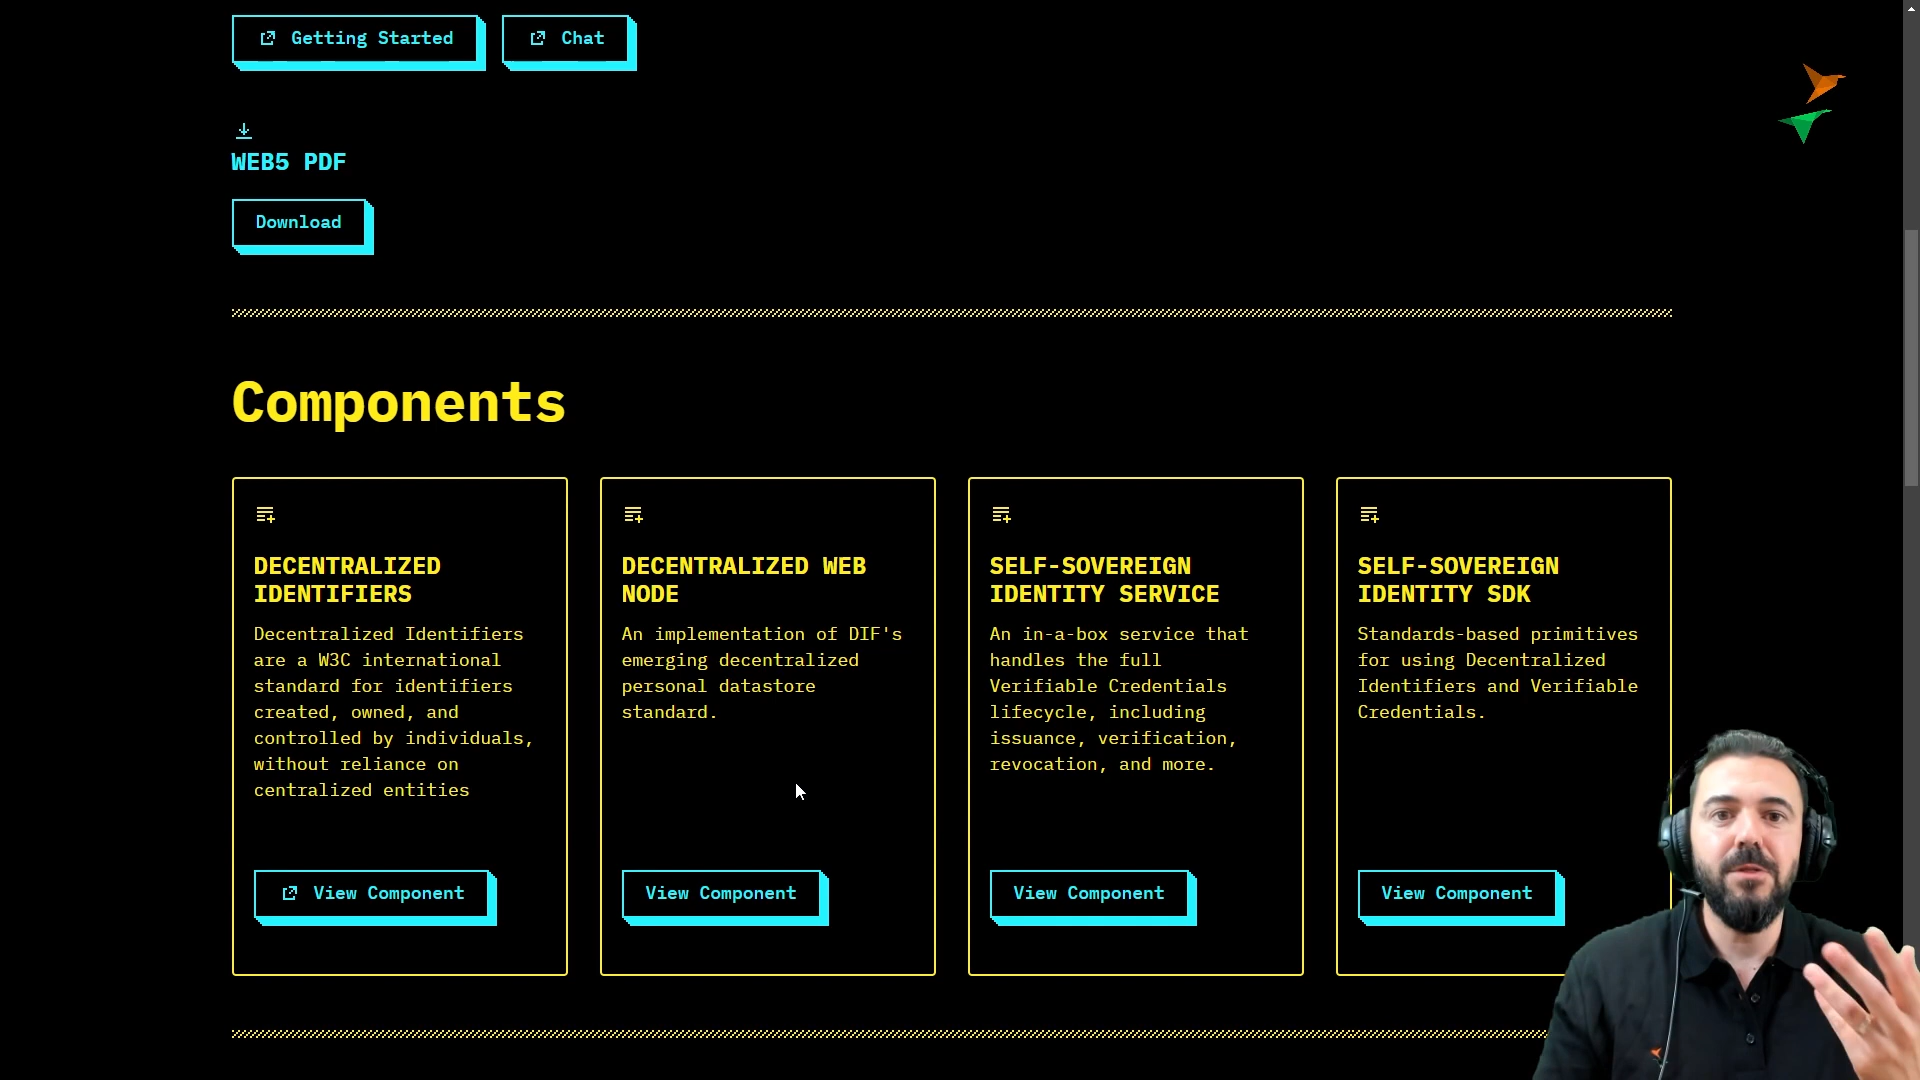 Getting Started
Chat
WEB5 PDF
Download
Components
DECENTRALIZED
IDENTIFIERS
Decentralized Identifiers
are a W3C international
standard for identifiers
created, owned, and
controlled by individuals,
without reliance on
centralized entities
View Component
DECENTRALIZED WEB
NODE
An implementation of DIF's
emerging decentralized
personal datastore
standard.
View Component
SELF-SOVEREIGN
IDENTITY SERVICE
An in-a-box service that
handles the full
Verifiable Credentials
lifecycle, including
issuance, verification,
revocation, and more.
View Component
SELF-SOVEREIGN
IDENTITY SDK
Standards-based primitives
for using Decentralized
Identifiers and Verifiable
Credentials.
View Component